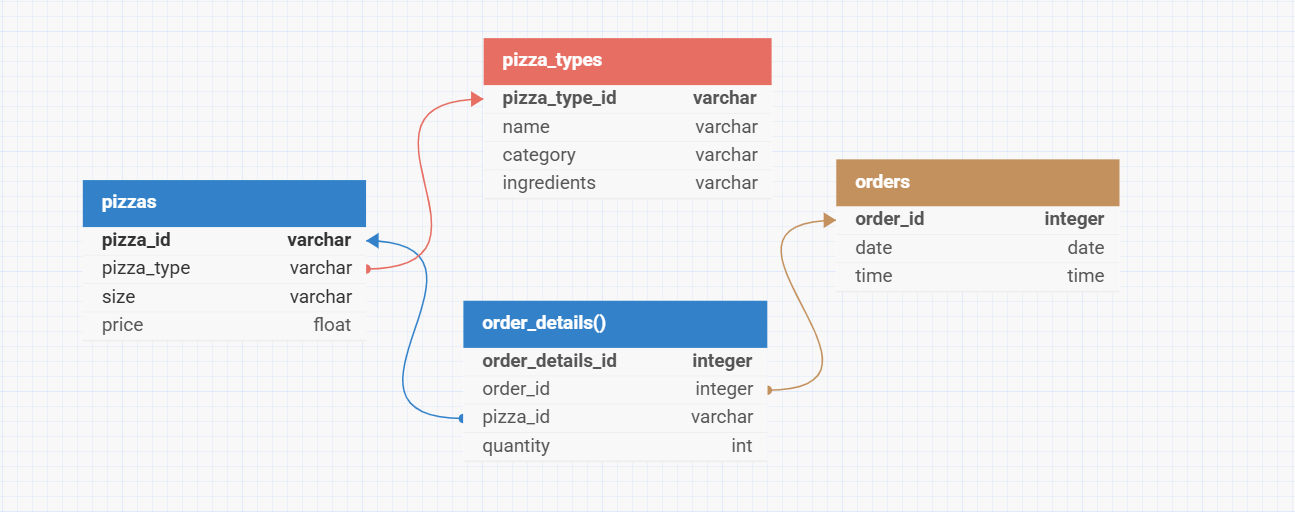 pizza_types
pizza_type_id varchar
name varchar
category varchar
ingredients varchar
pizzas
pizza_id varchar
pizza_type varchar
size varchar
price float
orders
order_id integer
date date
time time
order_details()
order_details_id integer
order_id integer
pizza_id varchar
quantity int